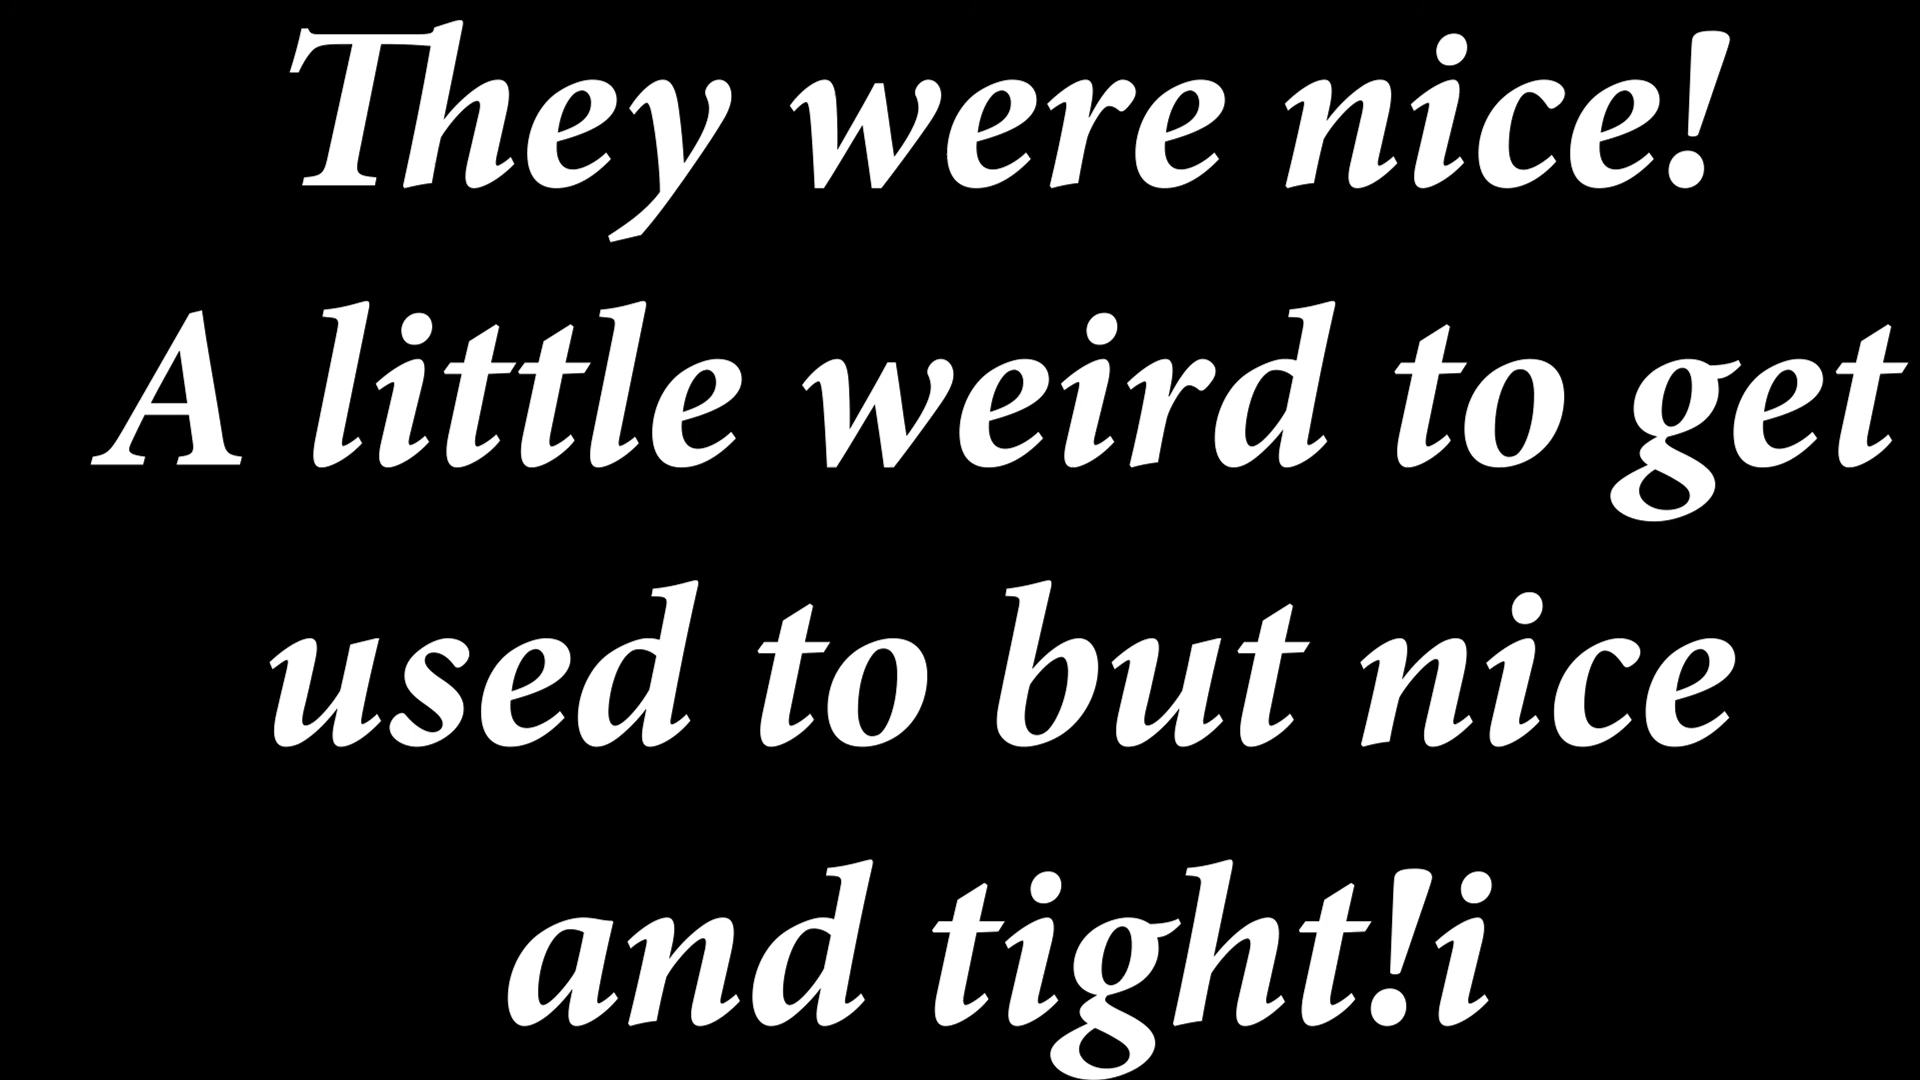 They were nice!
A little weird to get
used to but nice
and tight!i